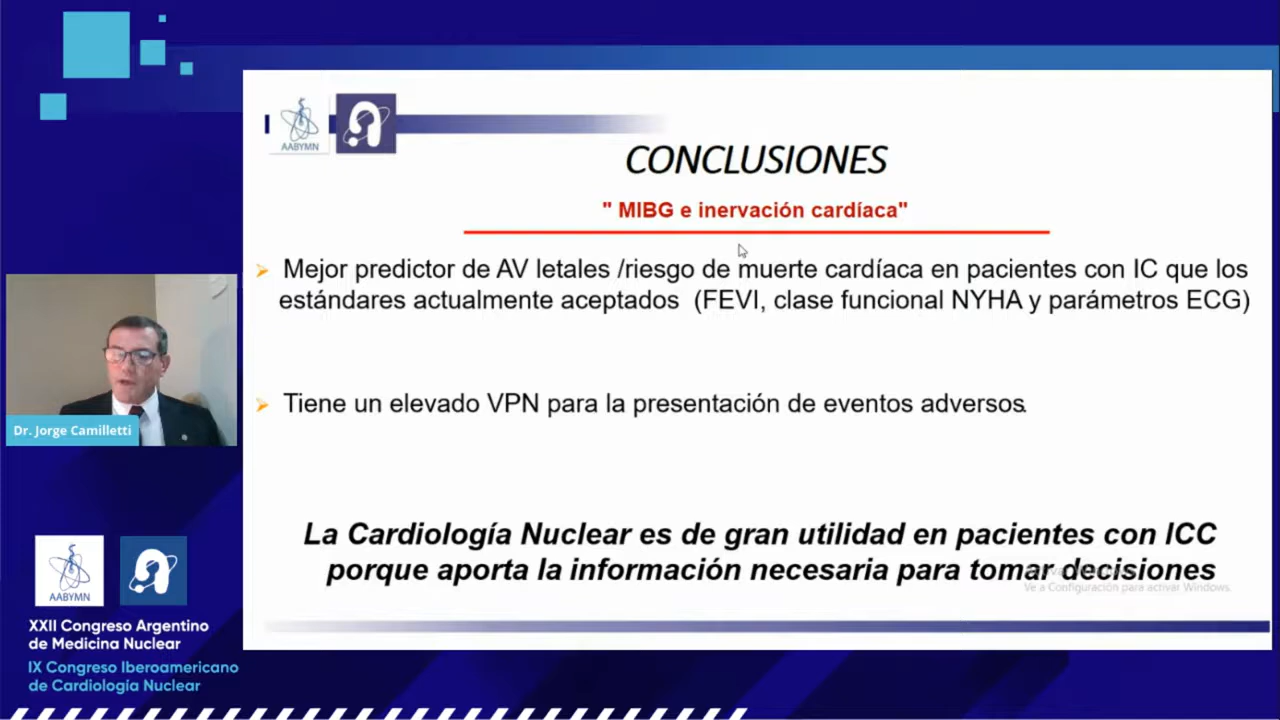 AABYMN
CONCLUSIONES
" MIBG e inervación cardíaca"
Mejor predictor de AV letales /riesgo de muerte cardíaca en pacientes con IC que los
estándares actualmente aceptados (FEVI, clase funcional NYHA y parámetros ECG)
Tiene un elevado VPN para la presentación de eventos adversos.
La Cardiología Nuclear es de gran utilidad en pacientes con ICC
porque aporta la información necesaria para tomar decisiones
Ve a Configuración para activar Windows.
Dr. Jorge Camilletti
AABYMN
XXII Congreso Argentino
de Medicina Nuclear
IX Congreso Iberoamericano
de Cardiología Nuclear